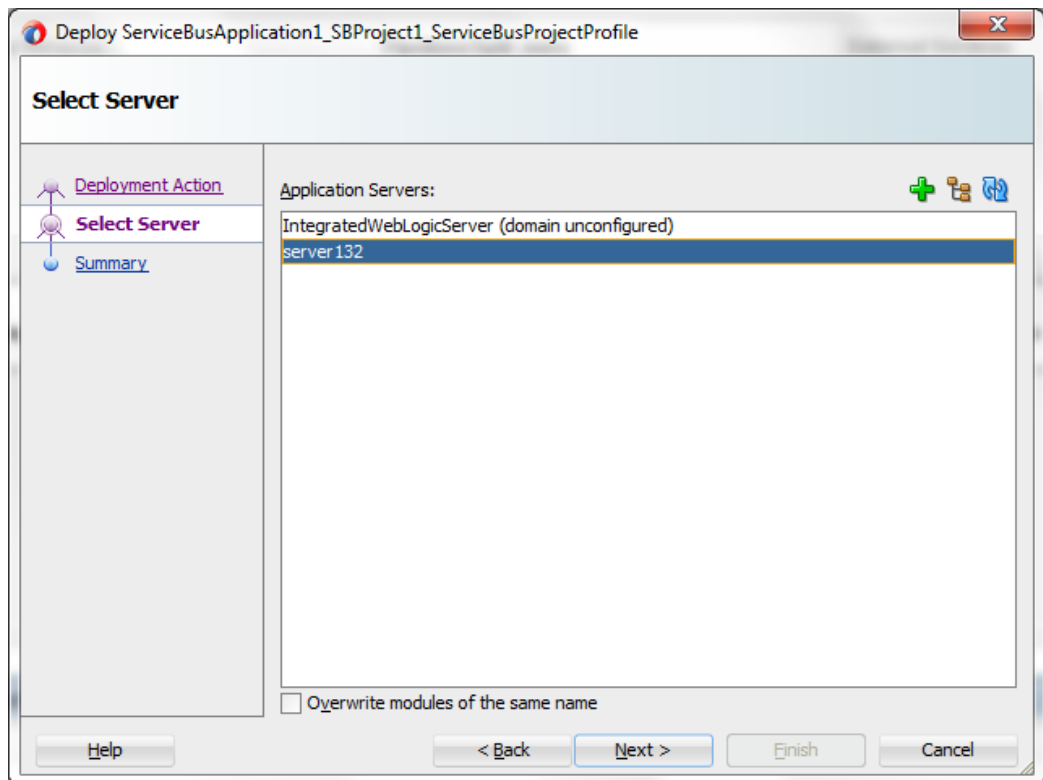 Deploy ServiceBusApplication1_SBProject1_ServiceBusProjectProfile
Select Server
Deployment Action
Select Server
Summary
Application Servers:
IntegratedWebLogicServer (domain unconfigured)
server132
Overwrite modules of the same name
Help
< Back
Next >
Finish
Cancel